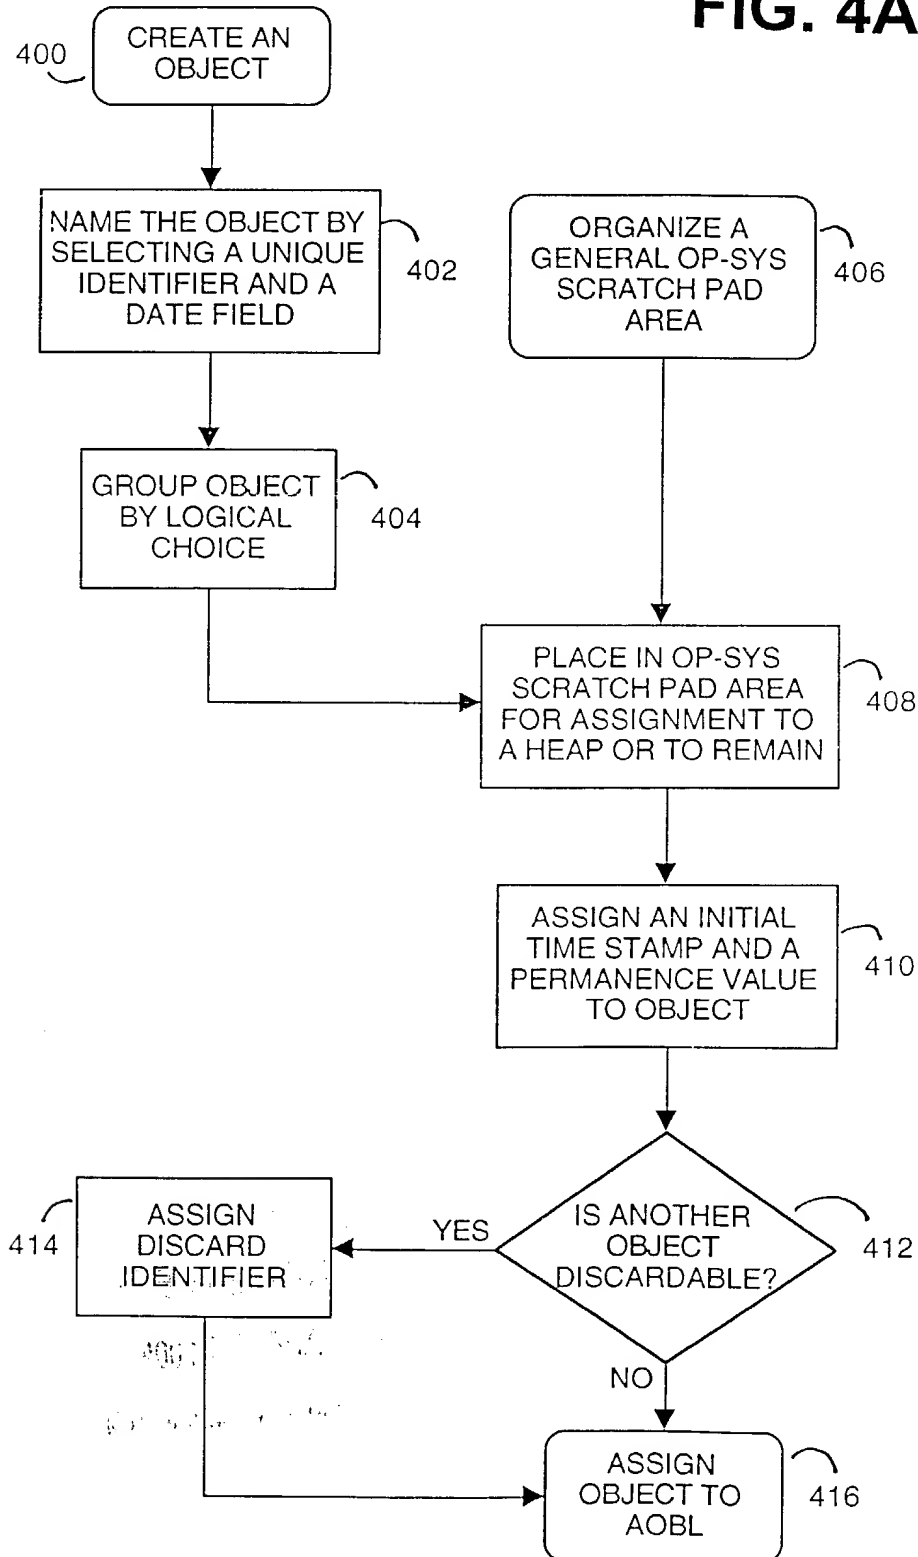 FIG. 4A
CREATE AN
OBJECT
400
NAME THE OBJECT BY
SELECTING A UNIQUE
IDENTIFIER AND A
DATE FIELD
402
ORGANIZE A
GENERAL OP-SYS
SCRATCH PAD
AREA
406
GROUP OBJECT
BY LOGICAL
CHOICE
404
PLACE IN OP-SYS
SCRATCH PAD AREA
FOR ASSIGNMENT TO
A HEAP OR TO REMAIN
408
ASSIGN AN INITIAL
TIME STAMP AND A
PERMANENCE VALUE
TO OBJECT
410
IS ANOTHER
OBJECT
DISCARDABLE?
412
YES
ASSIGN
DISCARD
IDENTIFIER
414
NO
ASSIGN
OBJECT TO
AOBL
416